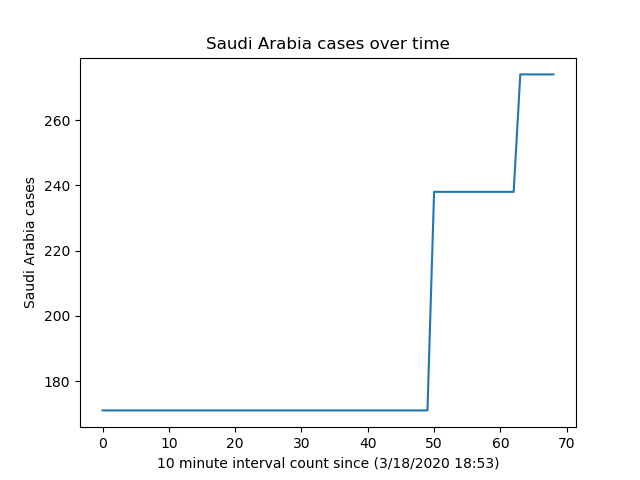 Saudi Arabia cases over time
Saudi Arabia cases
260
240
220
200
180
0 10 20 30 40 50 60 70
10 minute interval count since (3/18/2020 18:53)